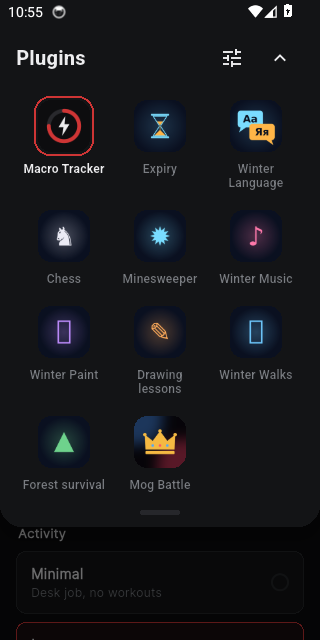 10:55
Plugins
Macro Tracker
Expiry
Aa
Яя
Winter
Language
Chess
Minesweeper
Winter Music
Winter Paint
Drawing
lessons
Winter Walks
Forest survival
Mog Battle
Activity
Minimal
Desk job, no workouts